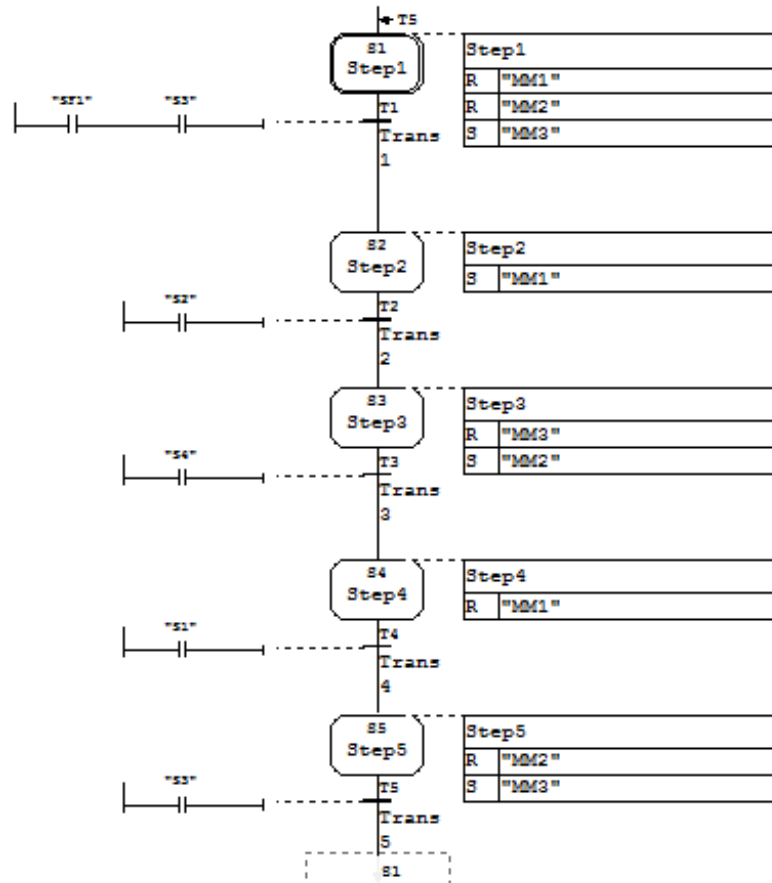 T5
S1
Step1
Step1
R "MM1"
R "MM2"
S "MM3"
"SF1" "S3"
T1
Trans
1
S2
Step2
Step2
S "MM1"
"S2"
T2
Trans
2
S3
Step3
Step3
R "MM3"
S "MM2"
"S4"
T3
Trans
3
S4
Step4
Step4
R "MM1"
"S1"
T4
Trans
4
S5
Step5
Step5
R "MM2"
S "MM3"
"S3"
T5
Trans
5
S1